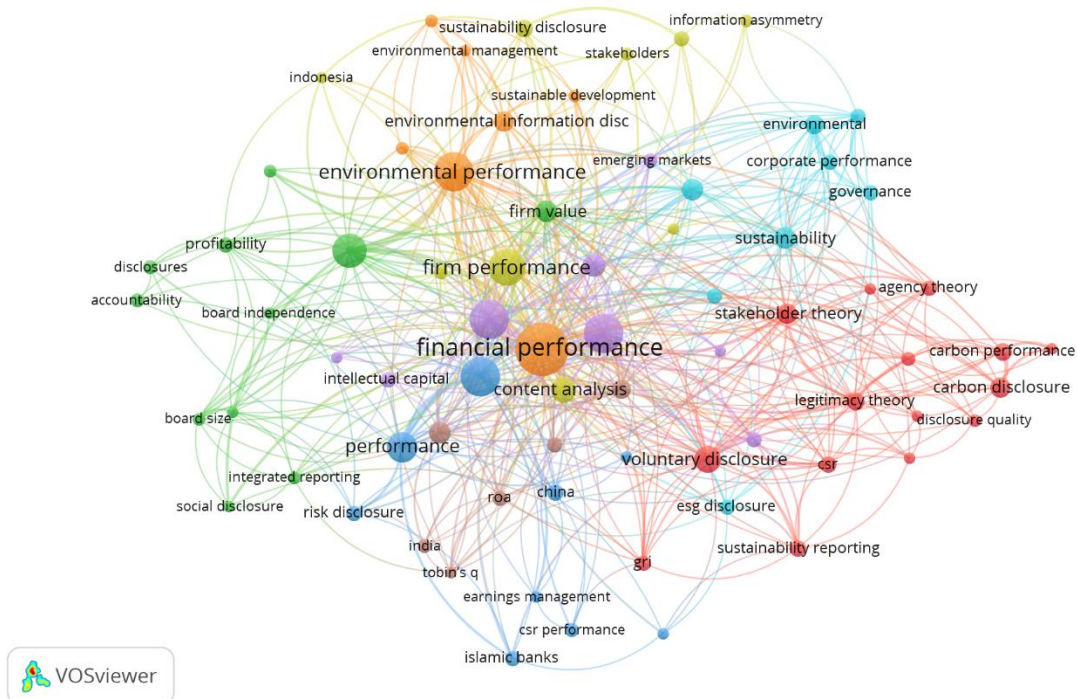 information asymmetry
sustainability disclosure
environmental management
stakeholders
indonesia
sustainable development
environmental information disc
environmental
emerging markets
corporate performance
environmental performance
governance
firm value
sustainability
profitability
disclosures
firm performance
agency theory
accountability
board independence
stakeholder theory
financial performance
carbon performance
intellectual capital
content analysis
carbon disclosure
legitimacy theory
board size
disclosure quality
performance
voluntary disclosure
csr
integrated reporting
roa
china
social disclosure
risk disclosure
esg disclosure
india
sustainability reporting
gri
tobin's q
earnings management
csr performance
islamic banks
VOSviewer